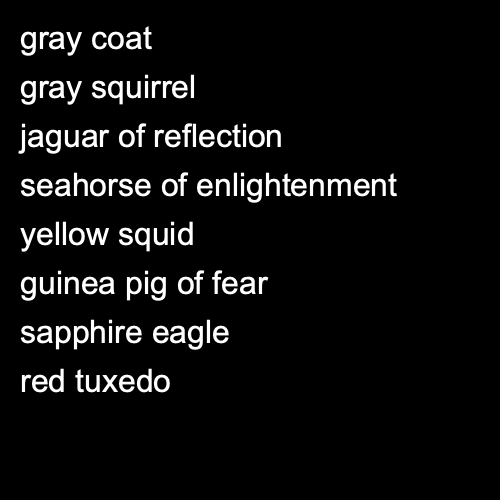 gray coat
gray squirrel
jaguar of reflection
seahorse of enlightenment
yellow squid
guinea pig of fear
sapphire eagle
red tuxedo